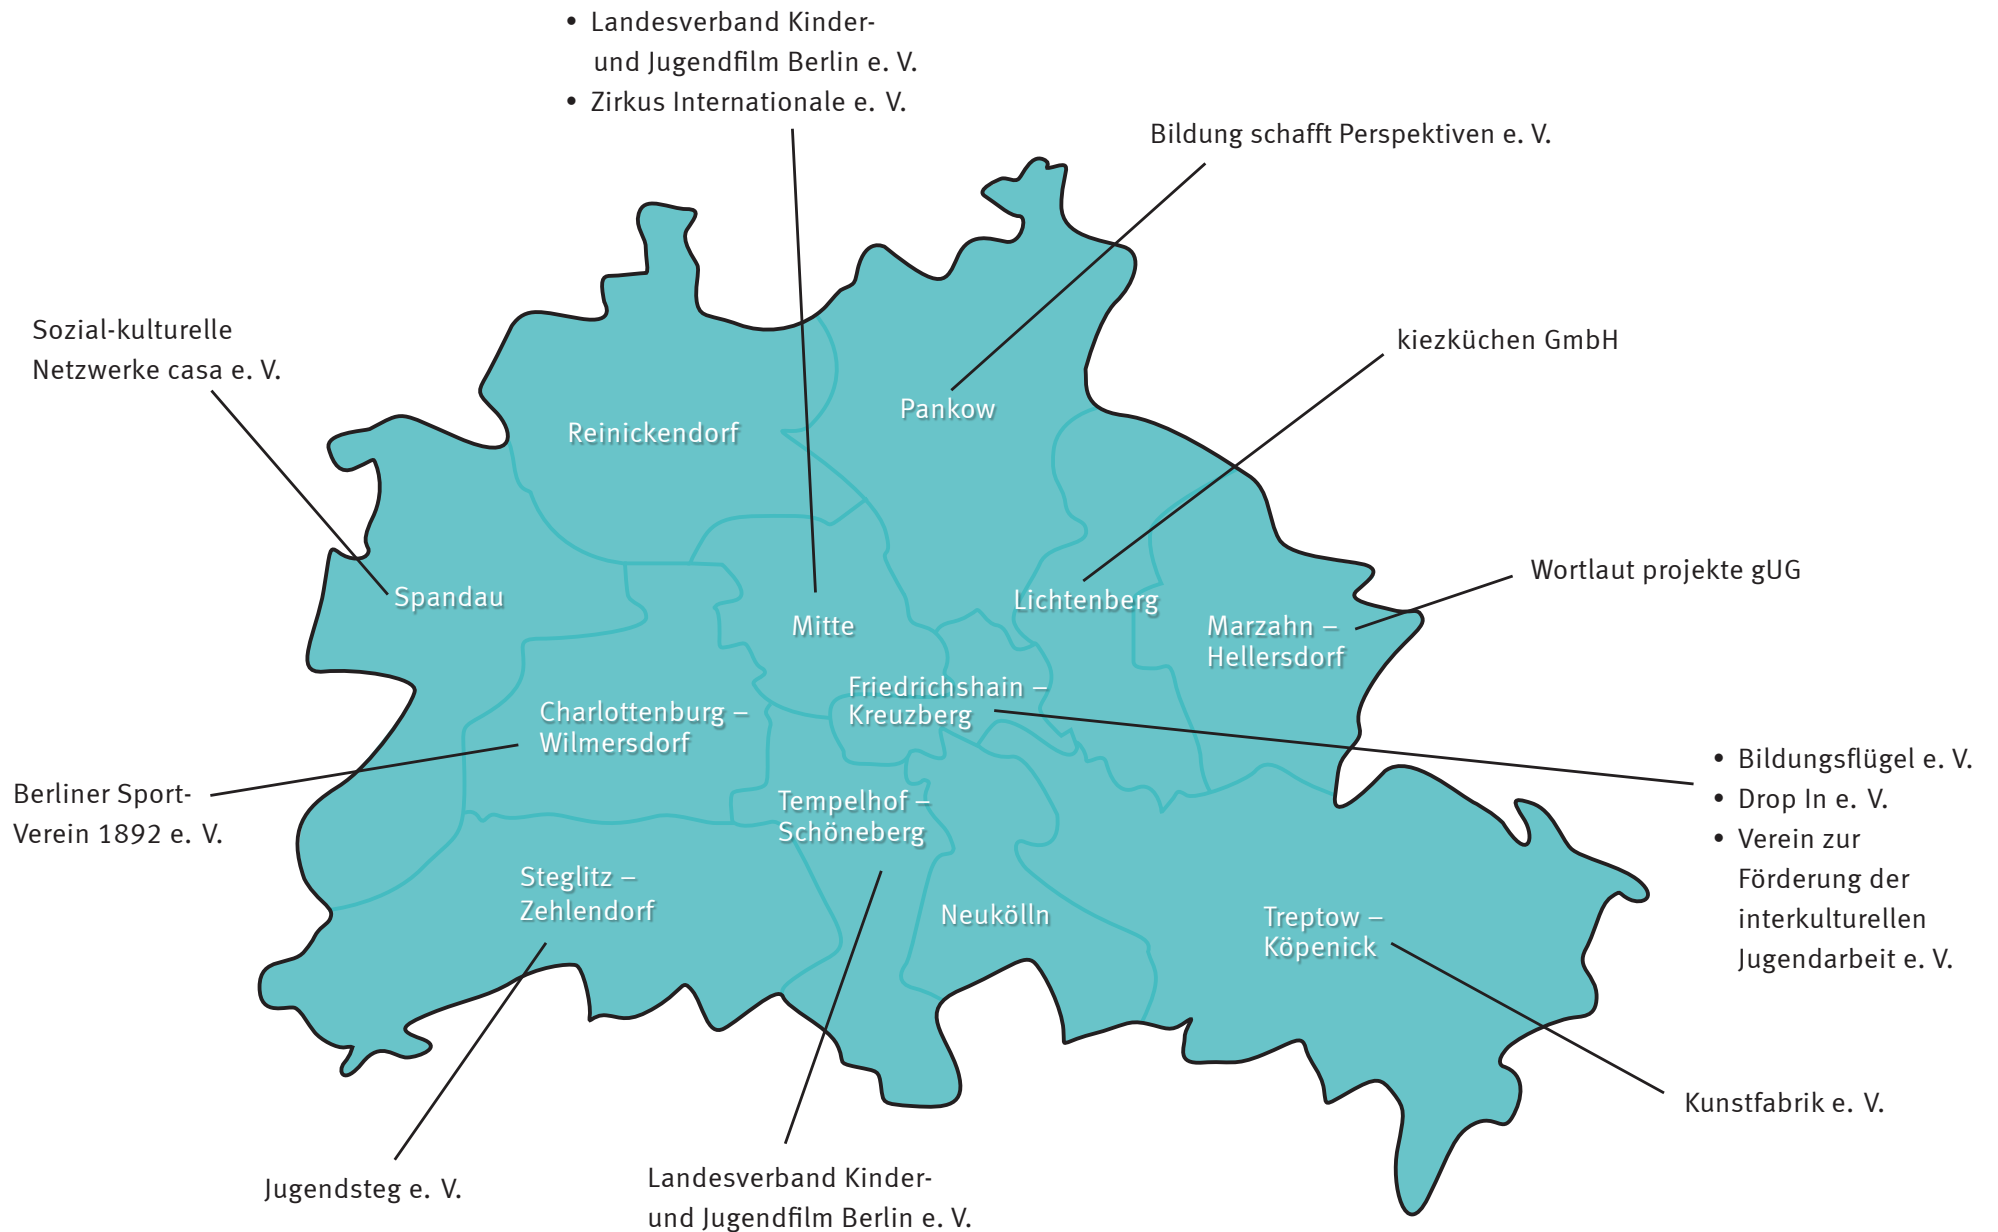 • Landesverband Kinder-
und Jugendfilm Berlin e. V.
• Zirkus Internationale e. V.
Bildung schafft Perspektiven e. V.
Sozial-kulturelle
Netzwerke casa e. V.
kiezküchen GmbH
Pankow
Reinickendorf
Wortlaut projekte gUG
Spandau
Lichtenberg
Mitte
Marzahn –
Hellersdorf
Friedrichshain –
Kreuzberg
Charlottenburg –
Wilmersdorf
• Bildungsflügel e. V.
• Drop In e. V.
• Verein zur
Förderung der
interkulturellen
Jugendarbeit e. V.
Berliner Sport-
Verein 1892 e. V.
Tempelhof –
Schöneberg
Steglitz –
Zehlendorf
Neukölln
Treptow –
Köpenick
Kunstfabrik e. V.
Jugendsteg e. V.
Landesverband Kinder-
und Jugendfilm Berlin e. V.